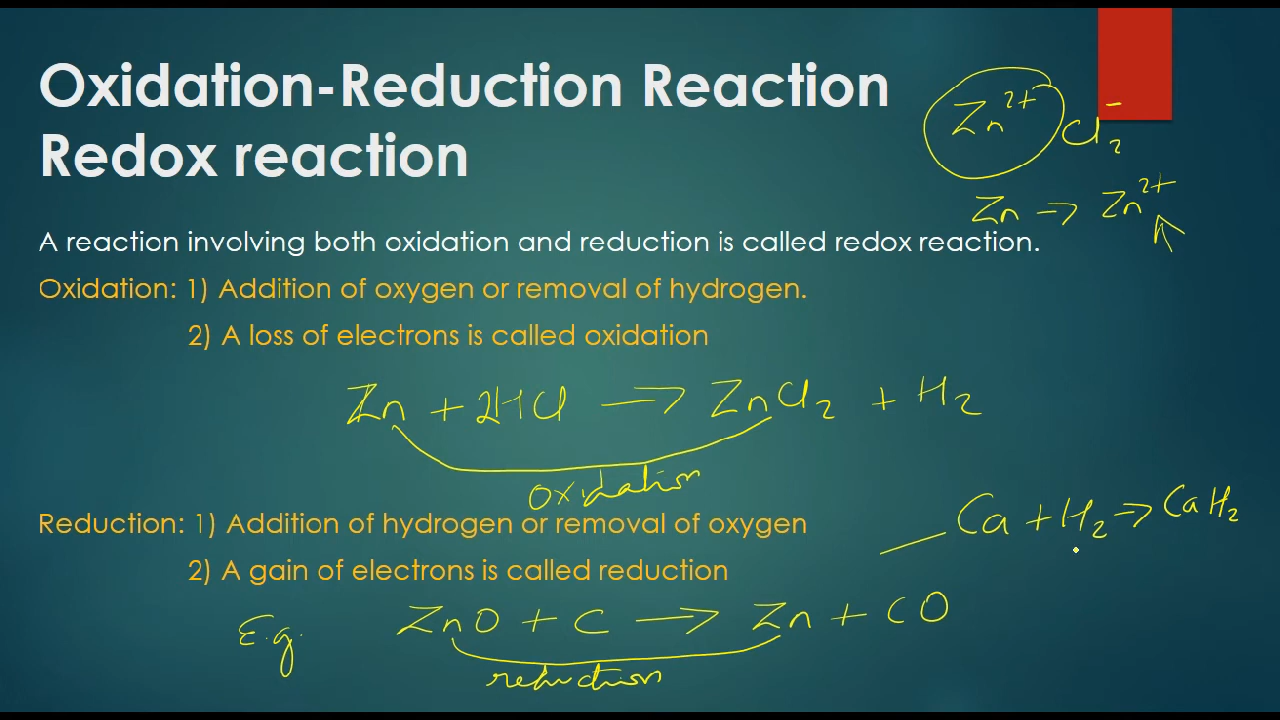 Oxidation-Reduction Reaction
Redox reaction
Zn²⁺ Cl₂⁻
Zn → Zn²⁺
A reaction involving both oxidation and reduction is called redox reaction.
Oxidation: 1) Addition of oxygen or removal of hydrogen.
2) A loss of electrons is called oxidation
Zn + 2HCl → ZnCl₂ + H₂
oxidation
Reduction: 1) Addition of hydrogen or removal of oxygen
Ca + H₂ → CaH₂
2) A gain of electrons is called reduction
E.g. ZnO + C → Zn + CO
reduction